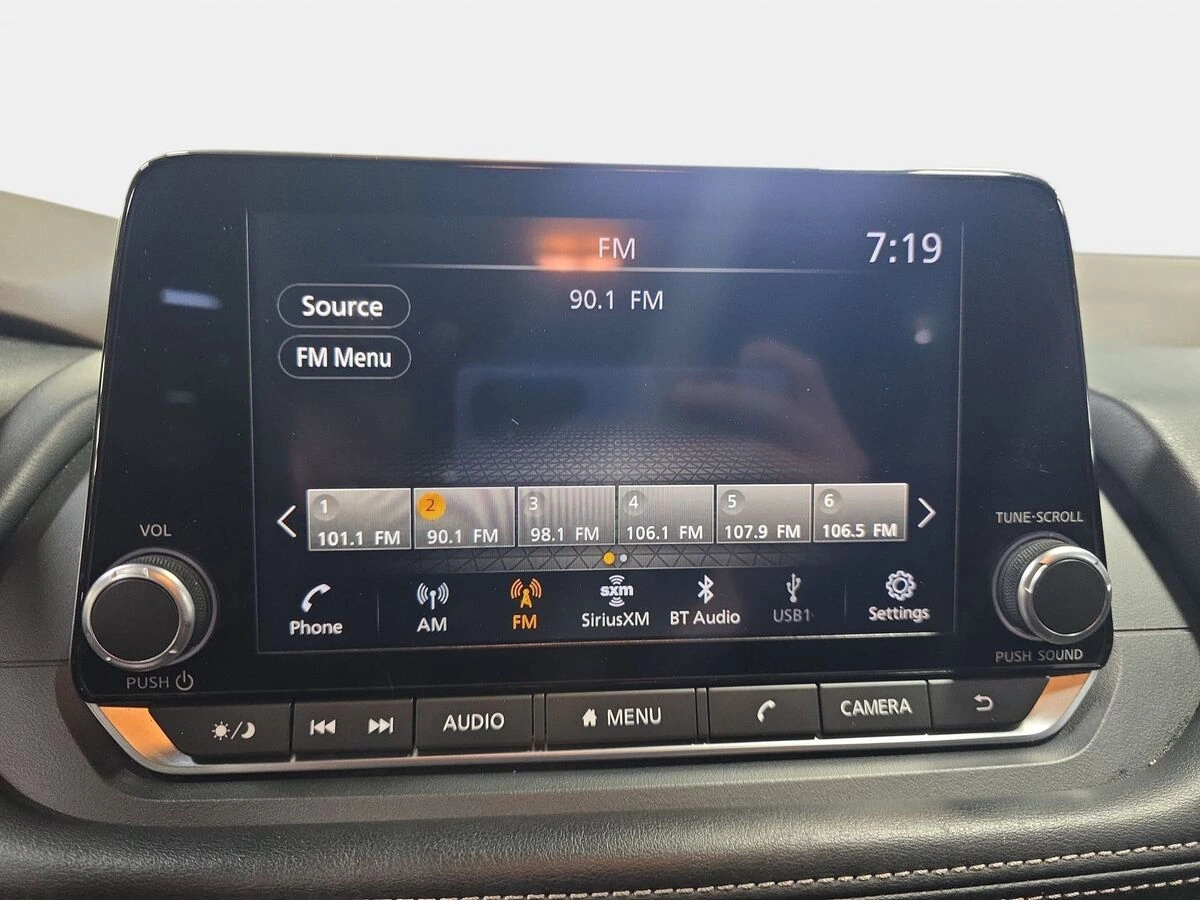 FM
7:19
Source
90.1 FM
FM Menu
1
2
3
4
5
6
101.1 FM
90.1 FM
98.1 FM
106.1 FM
107.9 FM
106.5 FM
VOL
TUNE·SCROLL
sxm
Phone
AM
FM
SiriusXM
BT Audio
USB1
Settings
PUSH
PUSH SOUND
AUDIO
MENU
CAMERA